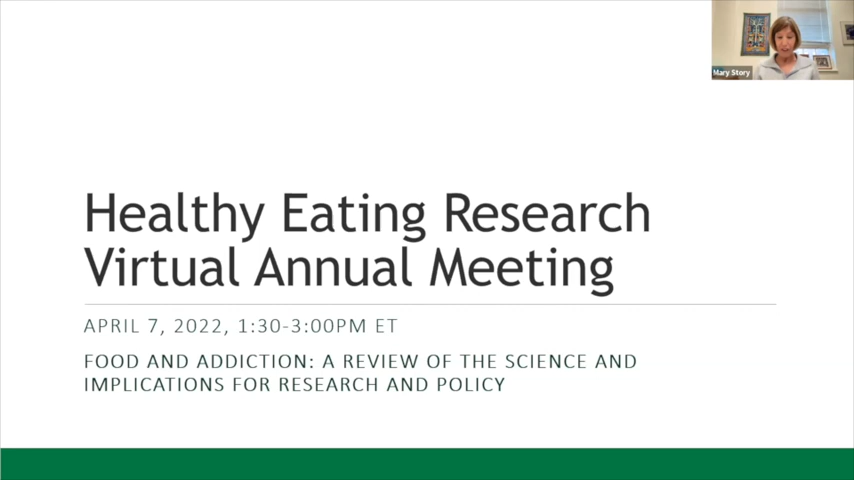 Mary Story
Healthy Eating Research
Virtual Annual Meeting
APRIL 7, 2022, 1:30-3:00PM ET
FOOD AND ADDICTION: A REVIEW OF THE SCIENCE AND
IMPLICATIONS FOR RESEARCH AND POLICY